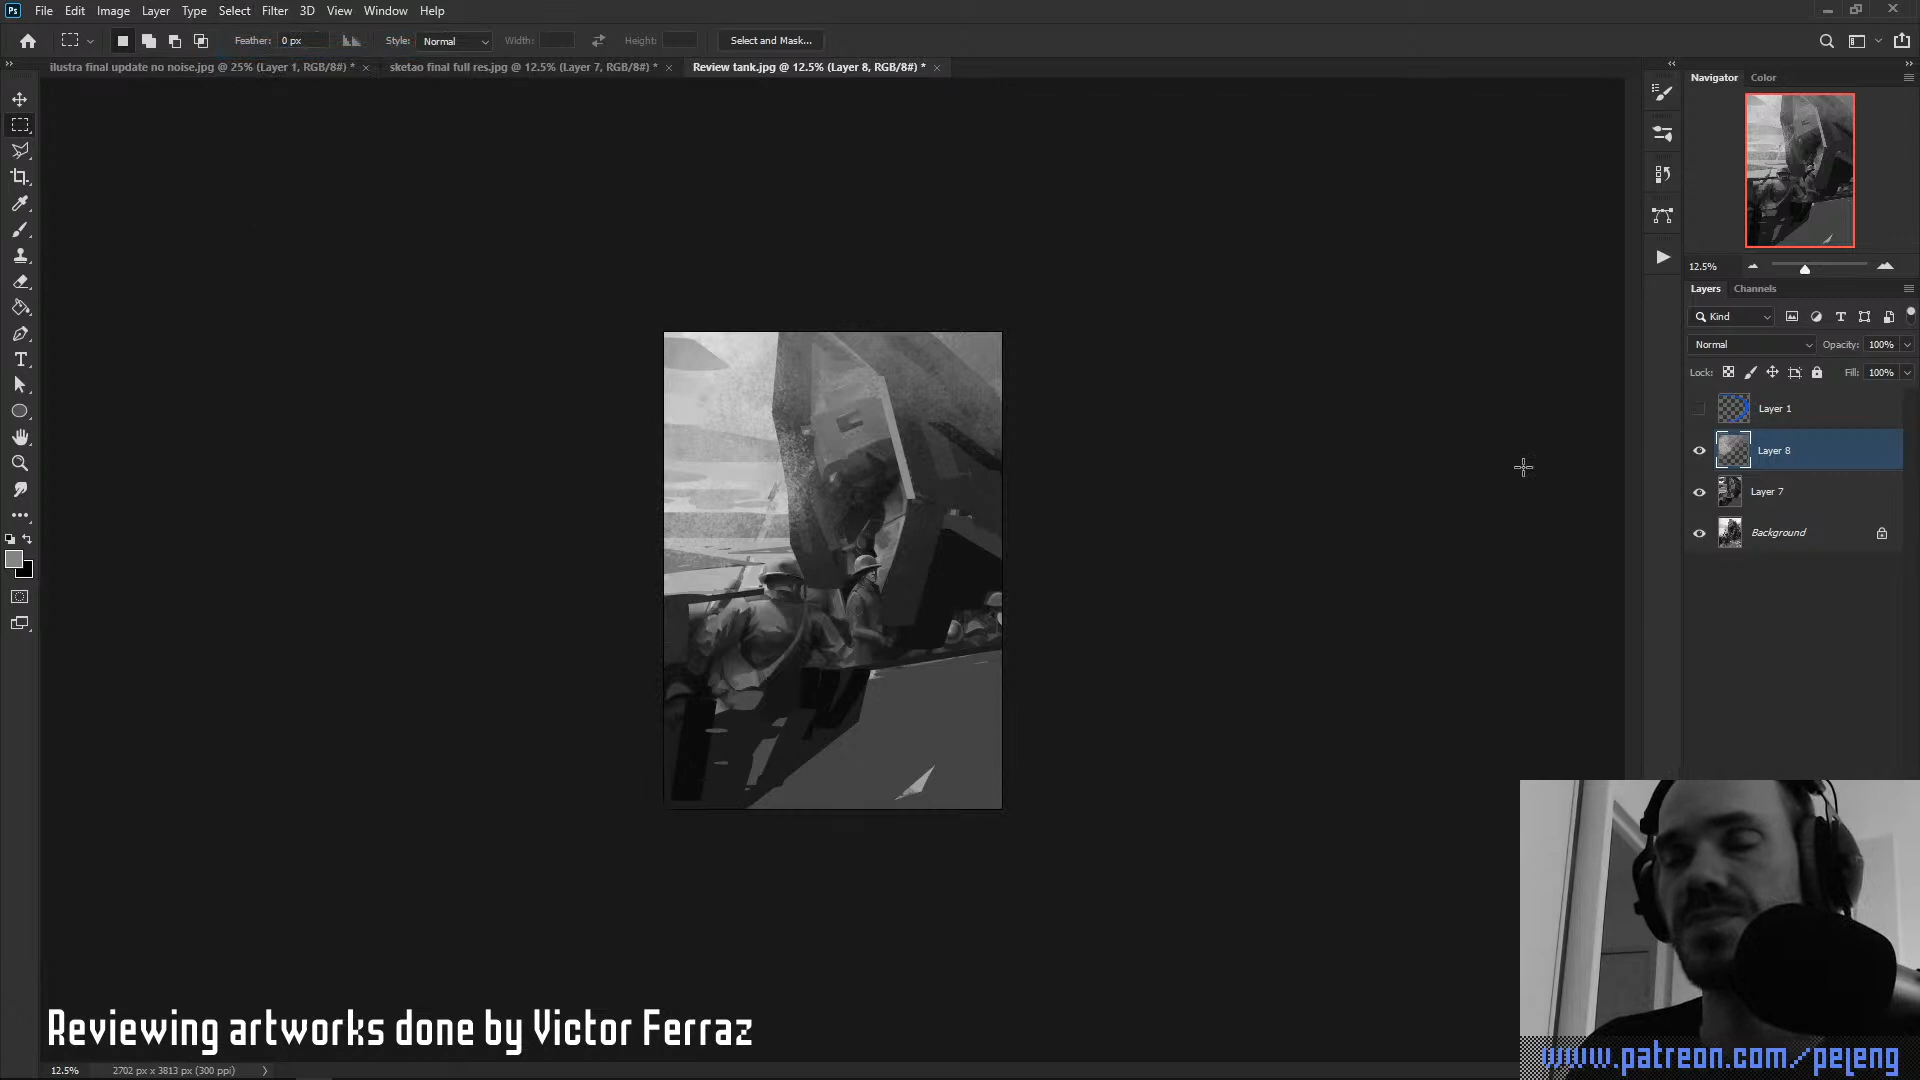 Ps File Edit Image Layer Type Select Filter 3D View Window Help
Feather: 0 px Style: Normal Width: Height: Select and Mask...
ilustra final update no noise.jpg @ 25% (Layer 1, RGB/8#) * × sketao final full res.jpg @ 12.5% (Layer 7, RGB/8#) * × Review tank.jpg @ 12.5% (Layer 8, RGB/8#) * ×
Navigator Color
12.5%
Layers Channels
Kind
Normal Opacity: 100%
Lock: Fill: 100%
Layer 1
Layer 8
Layer 7
Background
Reviewing artworks done by Victor Ferraz
www.patreon.com/peleng
12.5% 2702 px x 3813 px (300 ppi)